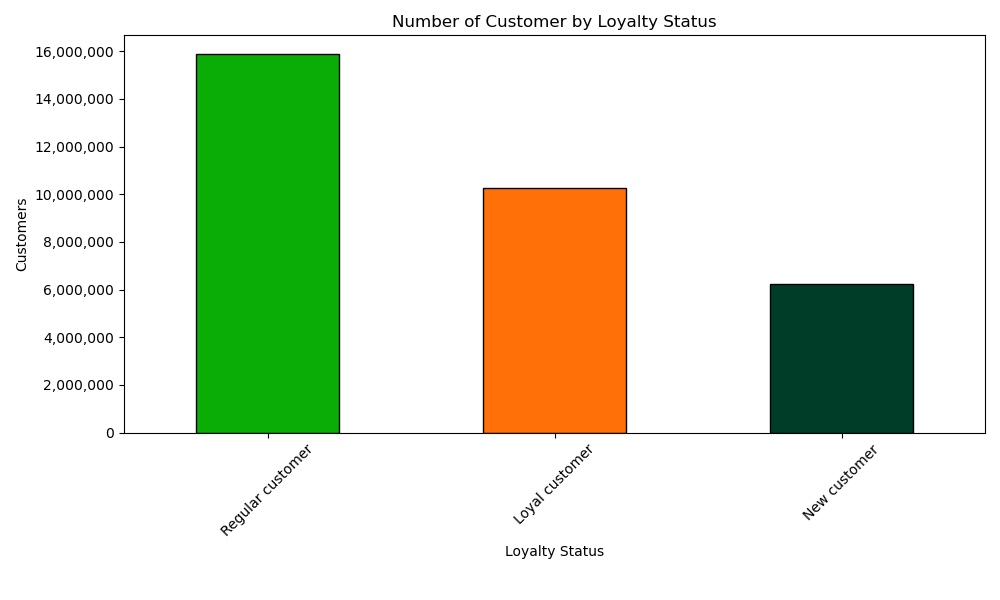 Number of Customer by Loyalty Status
Customers
16,000,000
14,000,000
12,000,000
10,000,000
8,000,000
6,000,000
4,000,000
2,000,000
0
Regular customer
Loyal customer
New customer
Loyalty Status